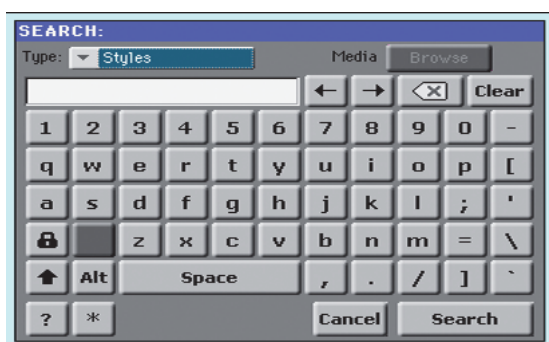 SEARCH:
Type: Styles Media Browse
Clear
1 2 3 4 5 6 7 8 9 0 -
q w e r t y u i o p [
a s d f g h j k l ; '
z x c v b n m = \
Alt Space , . / ] `
? * Cancel Search